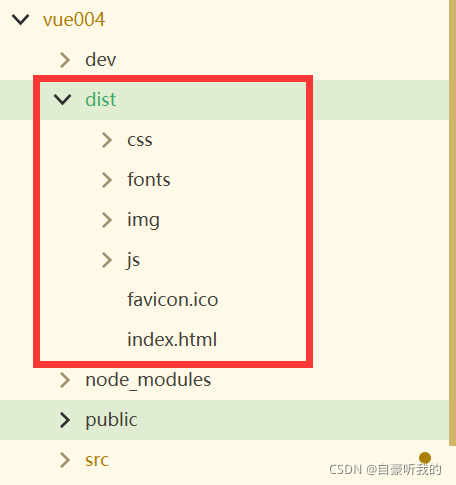 vue004
dev
dist
css
fonts
img
js
favicon.ico
index.html
node_modules
public
src
CSDN @自豪听我的